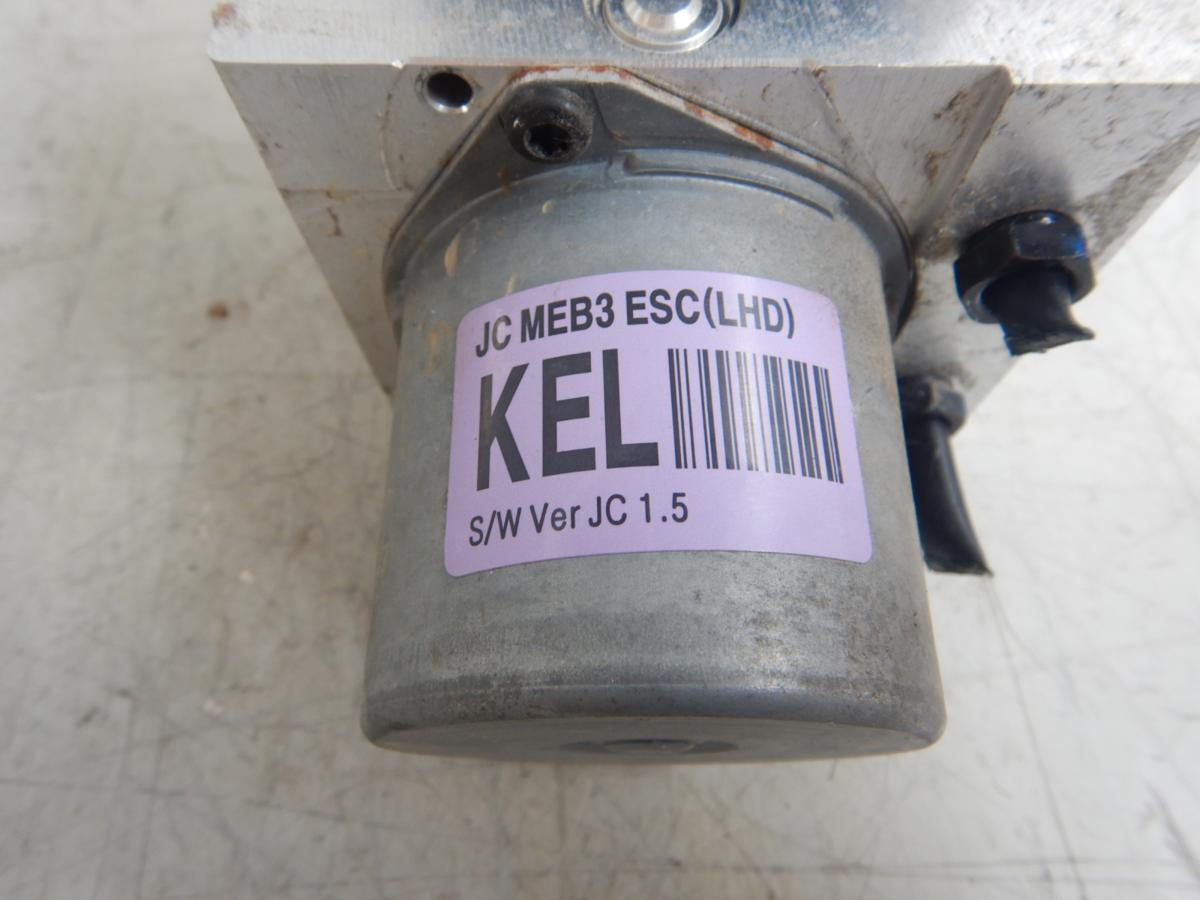 JC MEB3 ESC(LHD)
KEL
S/W Ver JC 1.5